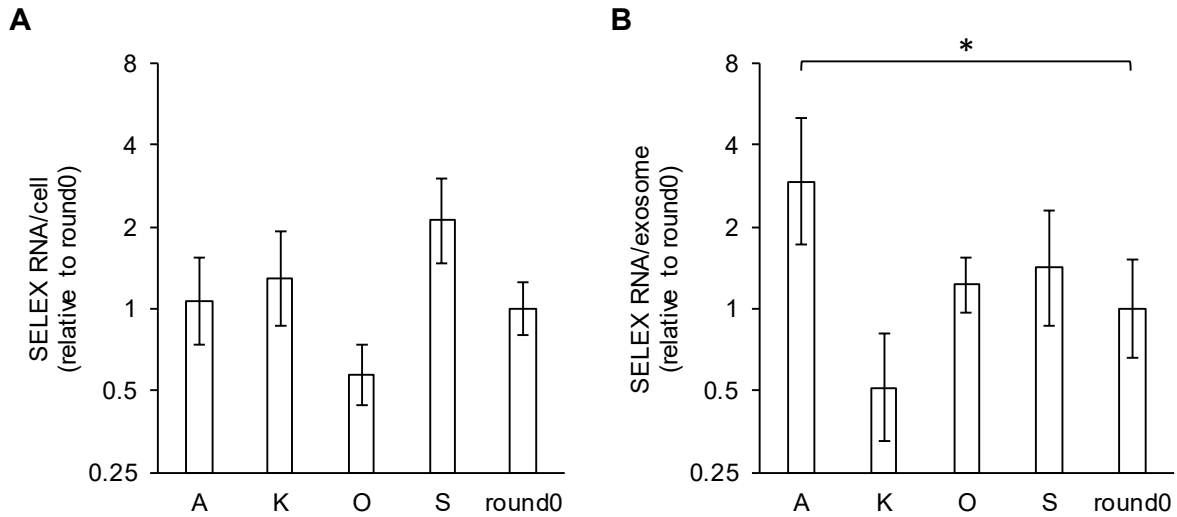 A
SELEX RNA/cell
(relative to round0)
8
4
2
1
0.5
0.25
A K O S round0
B
*
SELEX RNA/exosome
(relative to round0)
8
4
2
1
0.5
0.25
A K O S round0